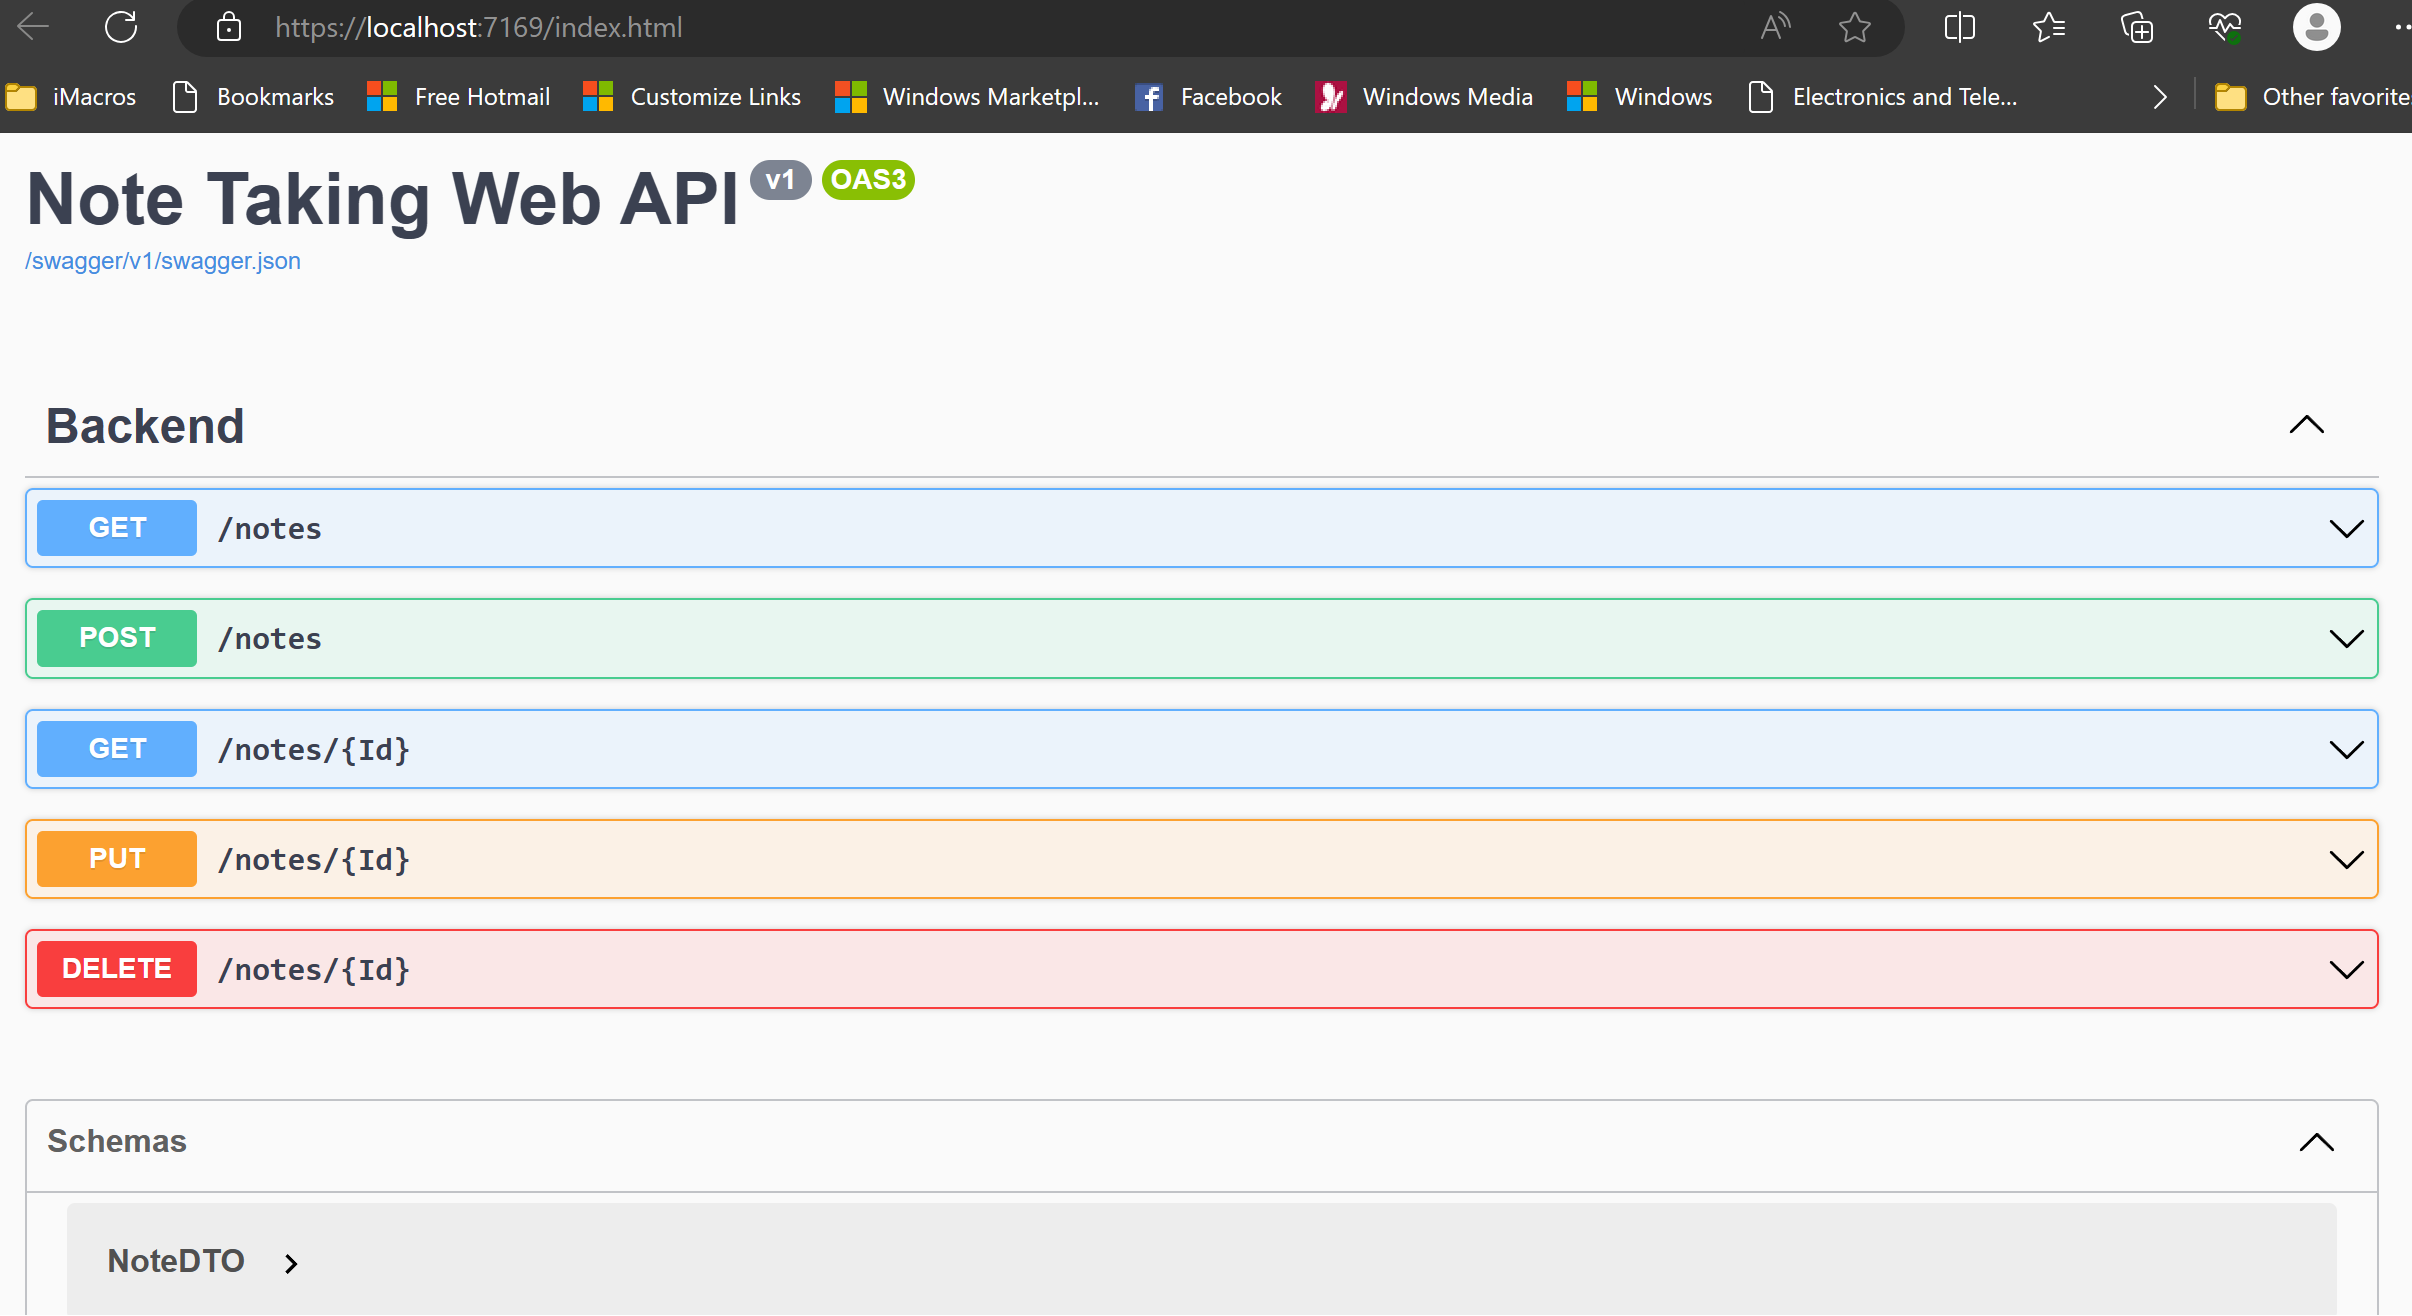 https://localhost:7169/index.html
iMacros Bookmarks Free Hotmail Customize Links Windows Marketpl... Facebook Windows Media Windows Electronics and Tele... Other favorites
Note Taking Web API v1 OAS3
/swagger/v1/swagger.json
Backend
GET /notes
POST /notes
GET /notes/{Id}
PUT /notes/{Id}
DELETE /notes/{Id}
Schemas
NoteDTO